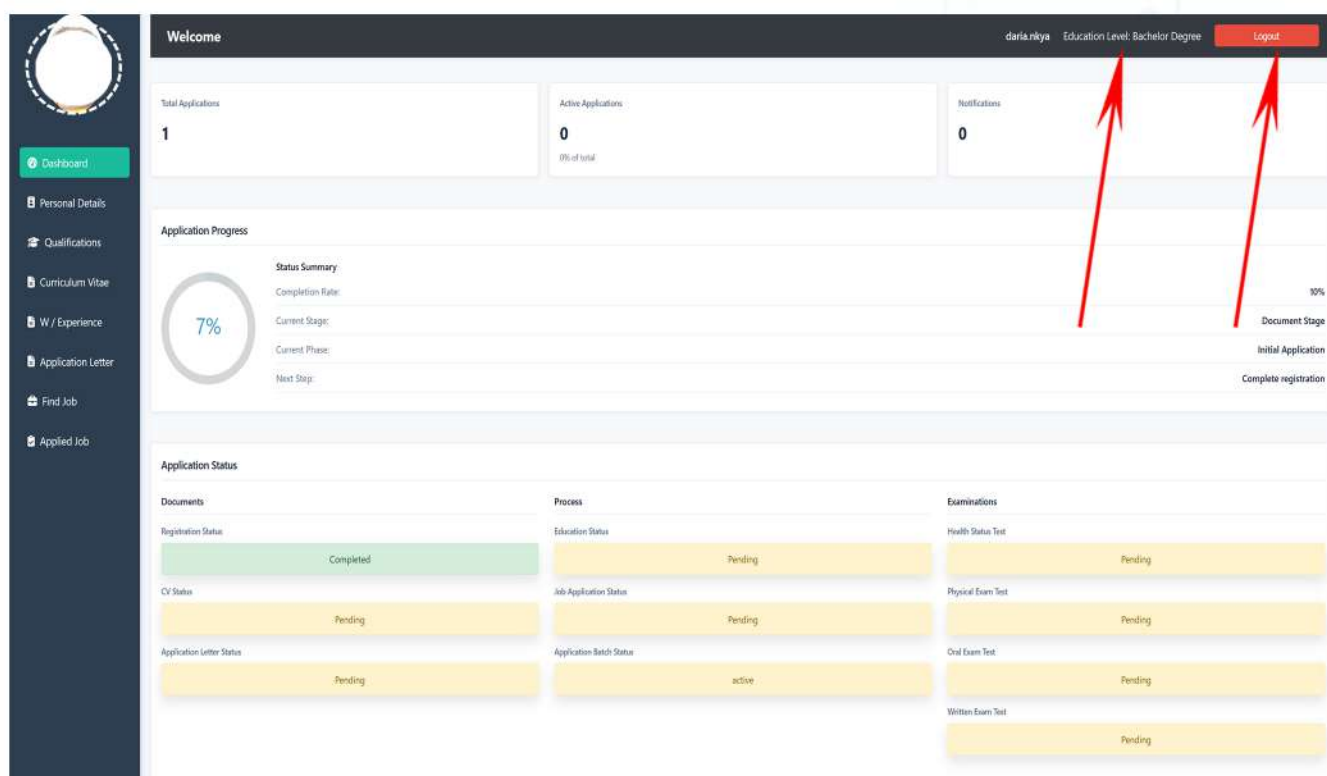 Welcome
daria.nkya Education Level: Bachelor Degree Logout
Dashboard
Personal Details
Qualifications
Curriculum Vitae
W / Experience
Application Letter
Find Job
Applied Job
Total Applications
1
Active Applications
0
0% of total
Notifications
0
Application Progress
7%
Status Summary
Completion Rate: 10%
Current Stage: Document Stage
Current Phase: Initial Application
Next Step: Complete registration
Application Status
Documents
Registration Status
Completed
CV Status
Pending
Application Letter Status
Pending
Process
Education Status
Pending
Job Application Status
Pending
Application Batch Status
active
Examinations
Health Status Test
Pending
Physical Exam Test
Pending
Oral Exam Test
Pending
Written Exam Test
Pending